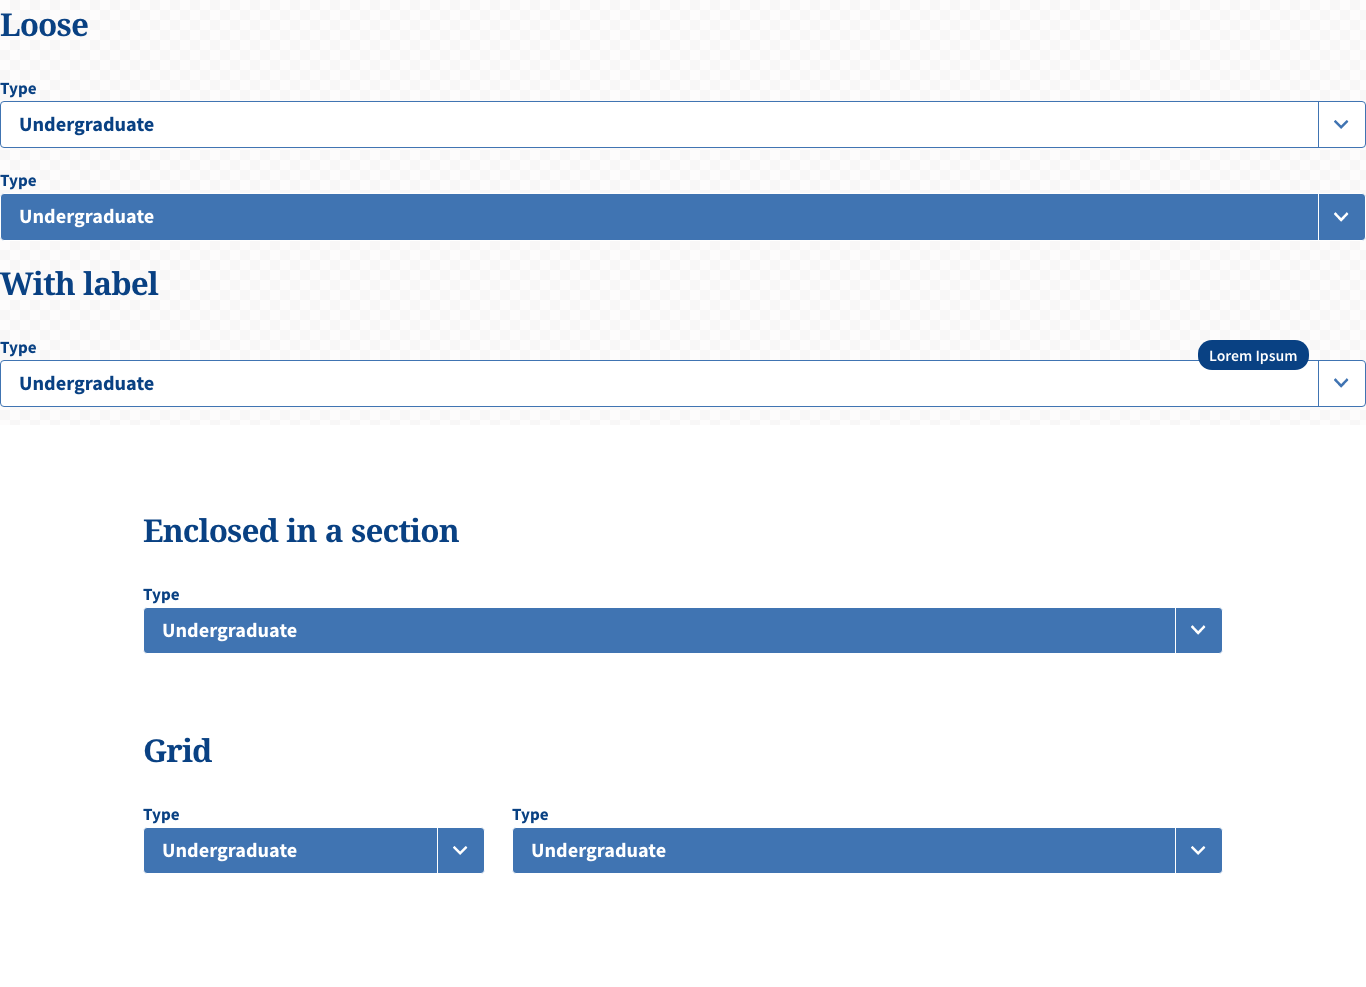 Loose
Type
Undergraduate
Type
Undergraduate
With label
Type
Lorem Ipsum
Undergraduate
Enclosed in a section
Type
Undergraduate
Grid
Type
Undergraduate
Type
Undergraduate